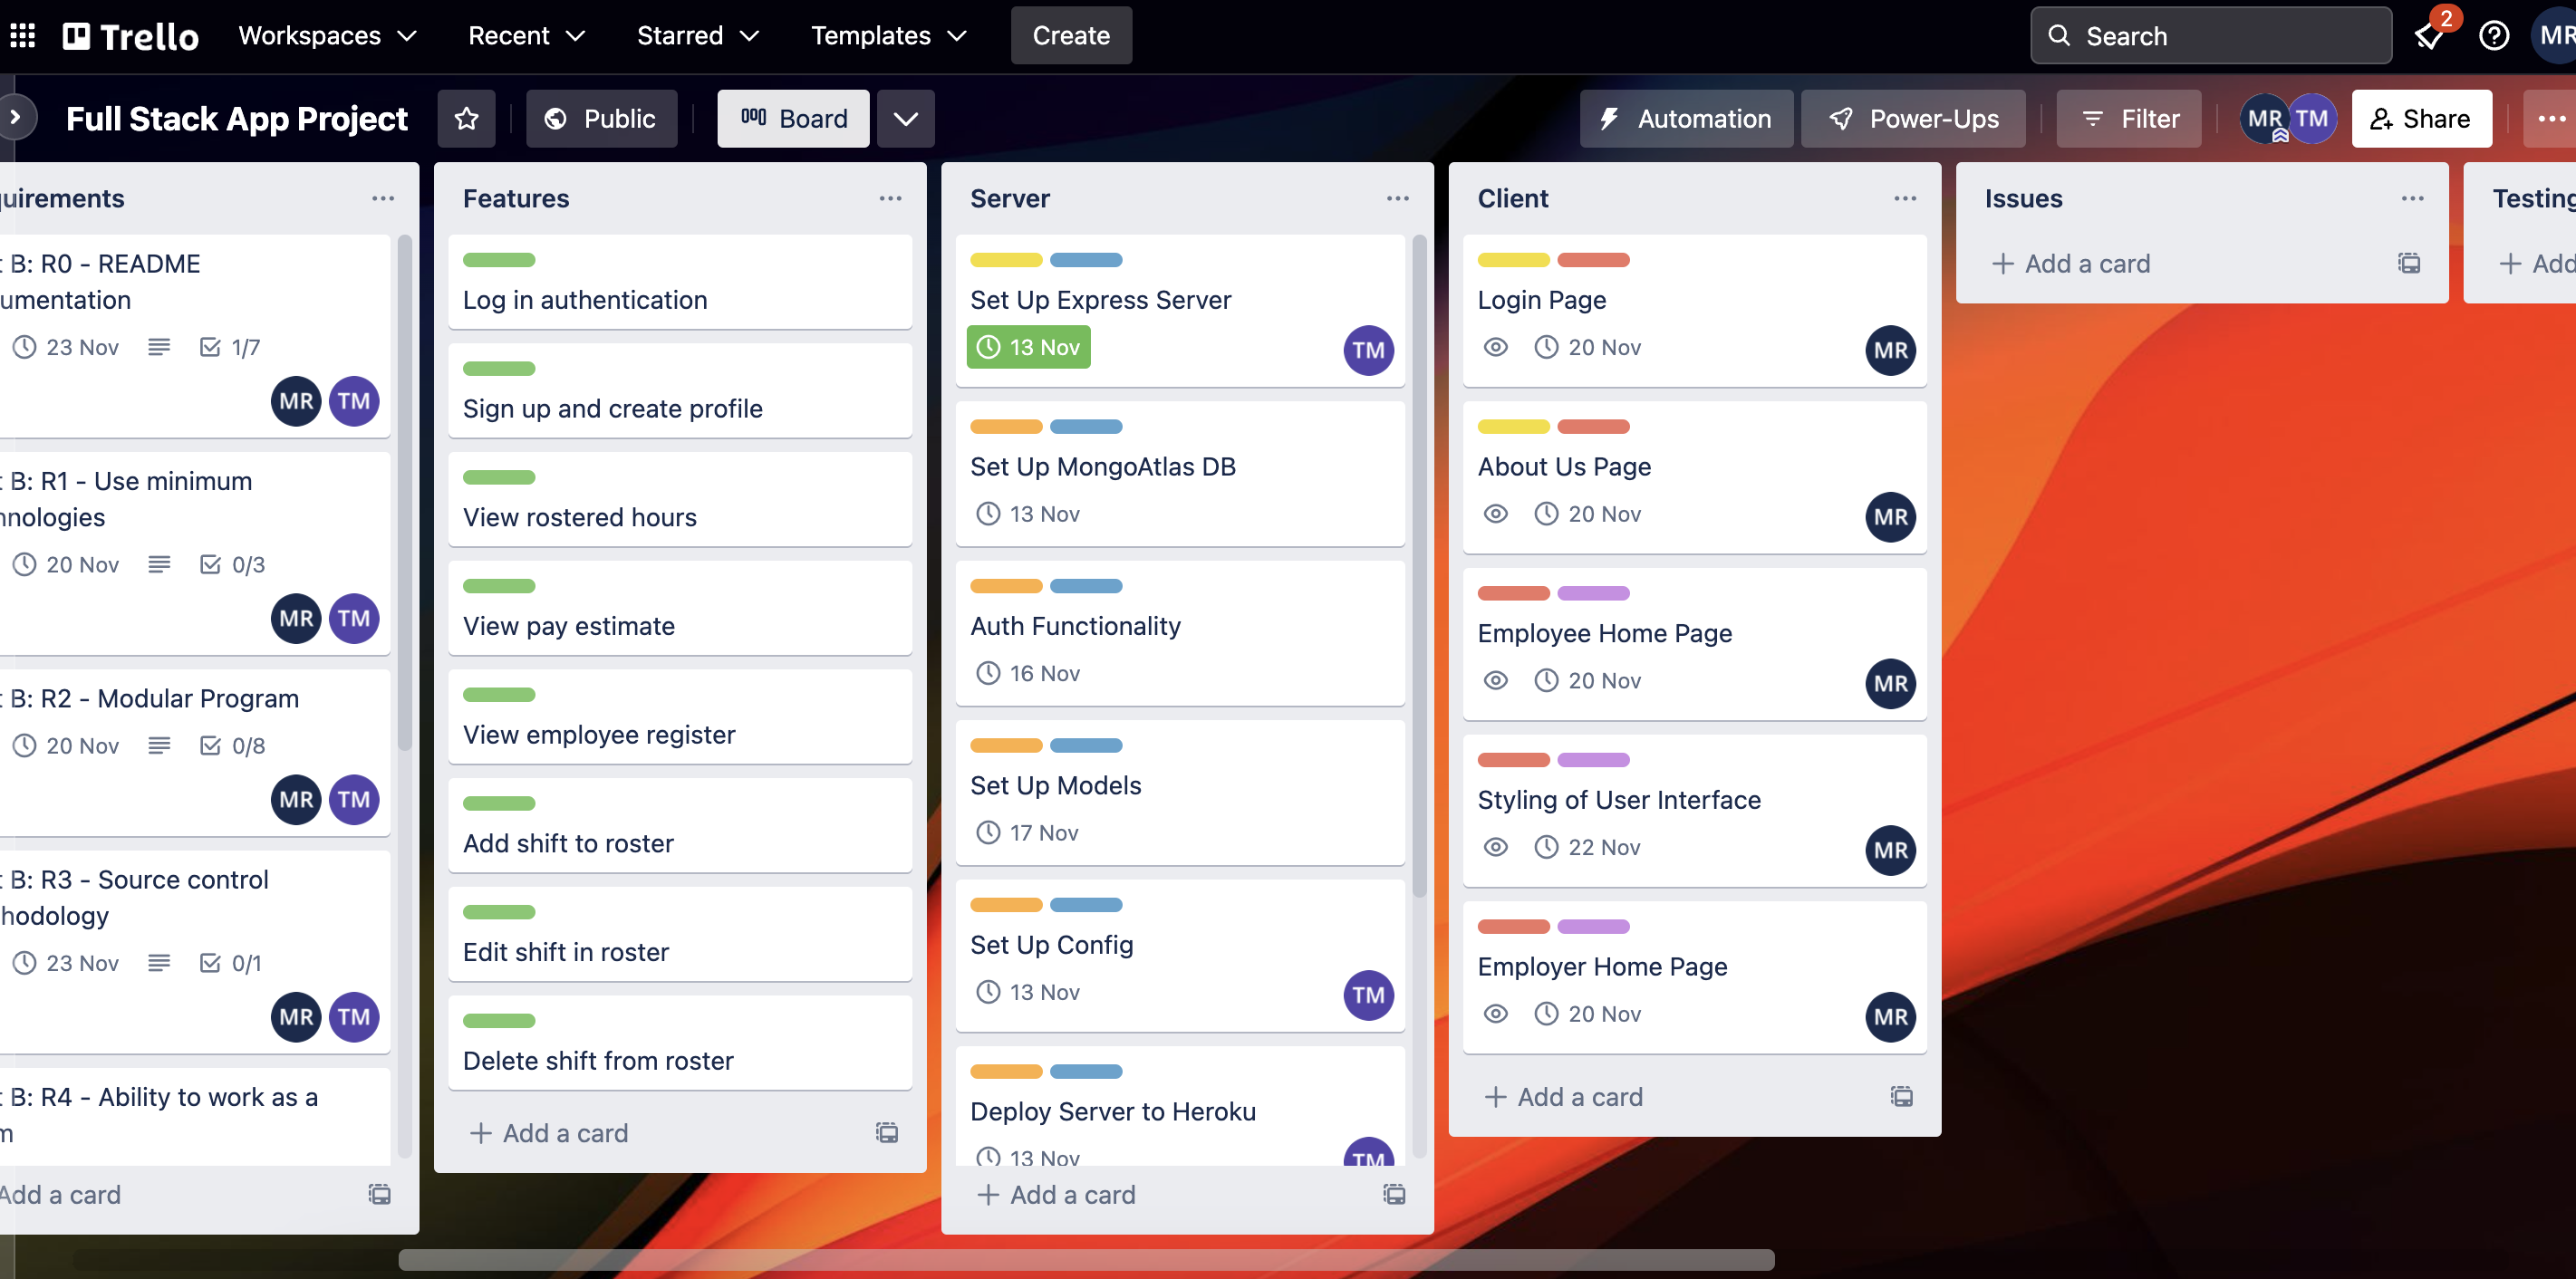 Trello
Workspaces
Recent
Starred
Templates
Create
Search
2
MR
Full Stack App Project
Public
Board
Automation
Power-Ups
Filter
MR
TM
Share
quirements
B: R0 - README
umentation
23 Nov
1/7
MR
TM
B: R1 - Use minimum
nnologies
20 Nov
0/3
MR
TM
B: R2 - Modular Program
20 Nov
0/8
MR
TM
B: R3 - Source control
hodology
23 Nov
0/1
MR
TM
B: R4 - Ability to work as a
m
Add a card
Features
Log in authentication
Sign up and create profile
View rostered hours
View pay estimate
View employee register
Add shift to roster
Edit shift in roster
Delete shift from roster
Add a card
Server
Set Up Express Server
13 Nov
TM
Set Up MongoAtlas DB
13 Nov
Auth Functionality
16 Nov
Set Up Models
17 Nov
Set Up Config
13 Nov
TM
Deploy Server to Heroku
13 Nov
TM
Add a card
Client
Login Page
20 Nov
MR
About Us Page
20 Nov
MR
Employee Home Page
20 Nov
MR
Styling of User Interface
22 Nov
MR
Employer Home Page
20 Nov
MR
Add a card
Issues
Add a card
Testing
Add